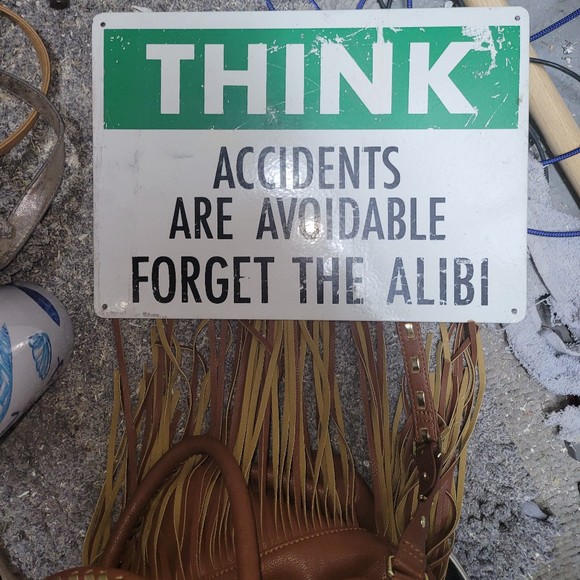 THINK
ACCIDENTS
ARE AVOIDABLE
FORGET THE ALIBI